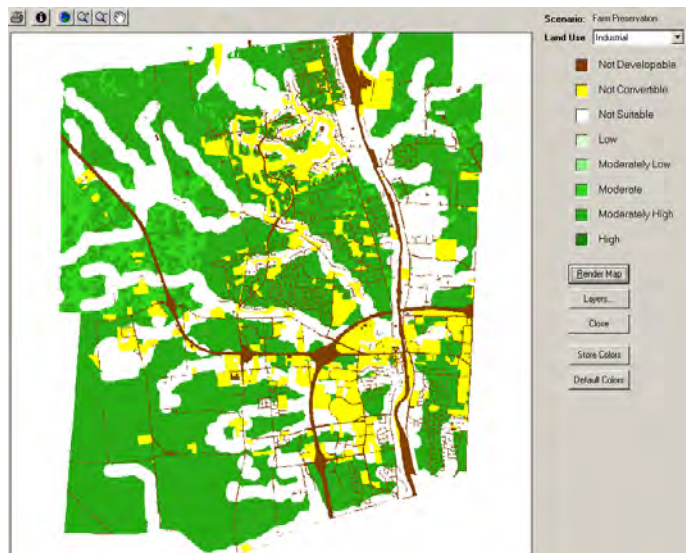 Scenario: Farm Preservation
Land Use Industrial
Not Developable
Not Convertible
Not Suitable
Low
Moderately Low
Moderate
Moderately High
High
Render Map
Layers...
Close
Store Colors
Default Colors